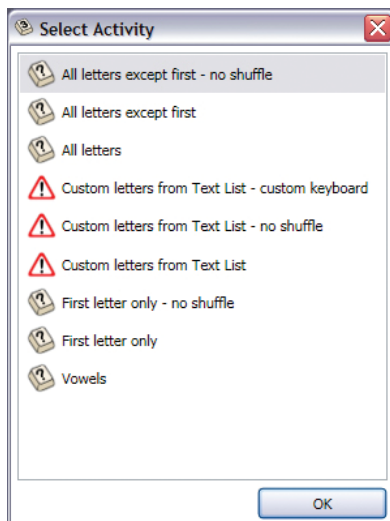 Select Activity
All letters except first - no shuffle
All letters except first
All letters
Custom letters from Text List - custom keyboard
Custom letters from Text List - no shuffle
Custom letters from Text List
First letter only - no shuffle
First letter only
Vowels
OK